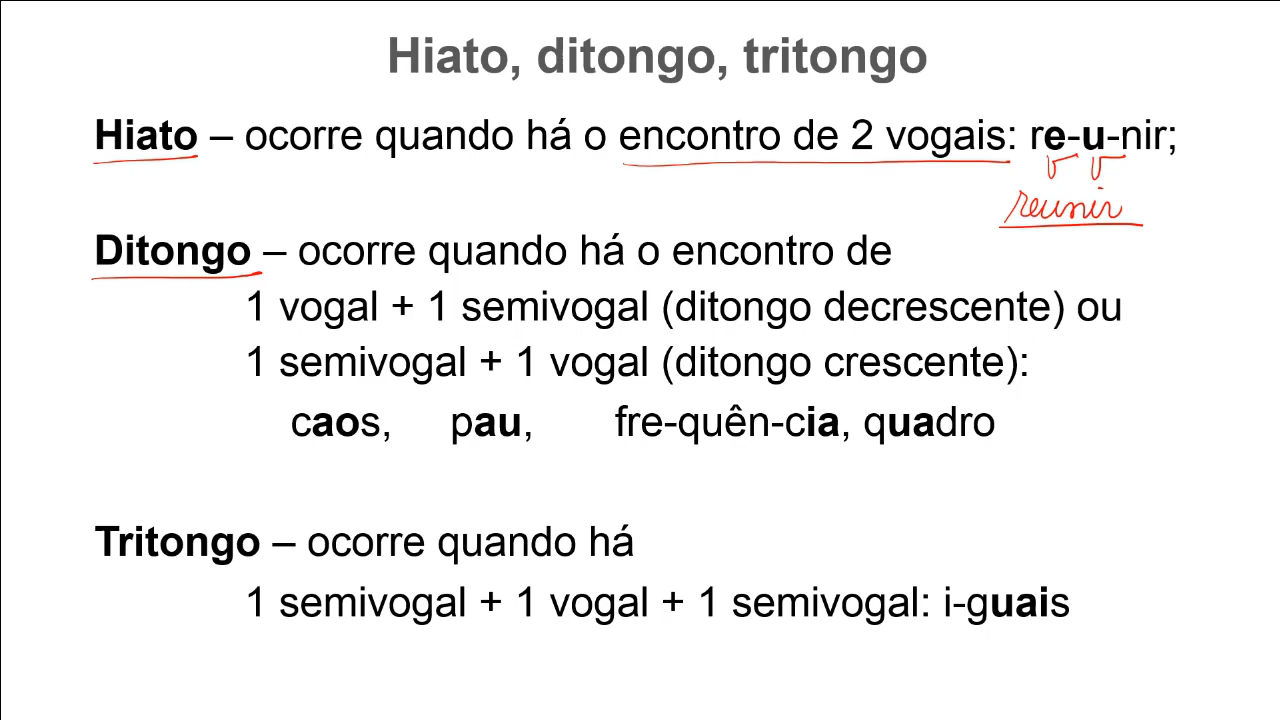 Hiato, ditongo, tritongo
Hiato – ocorre quando há o encontro de 2 vogais: re-u-nir;
v v
reunir
Ditongo – ocorre quando há o encontro de
1 vogal + 1 semivogal (ditongo decrescente) ou
1 semivogal + 1 vogal (ditongo crescente):
caos, pau, fre-quên-cia, quadro
Tritongo – ocorre quando há
1 semivogal + 1 vogal + 1 semivogal: i-guais